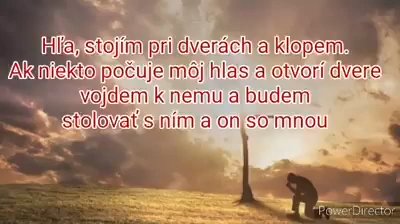 Hľa, stojím pri dverách a klopem.
Ak niekto počuje môj hlas a otvorí dvere
vojdem k nemu a budem
stolovať s ním a on so mnou
PowerDirector